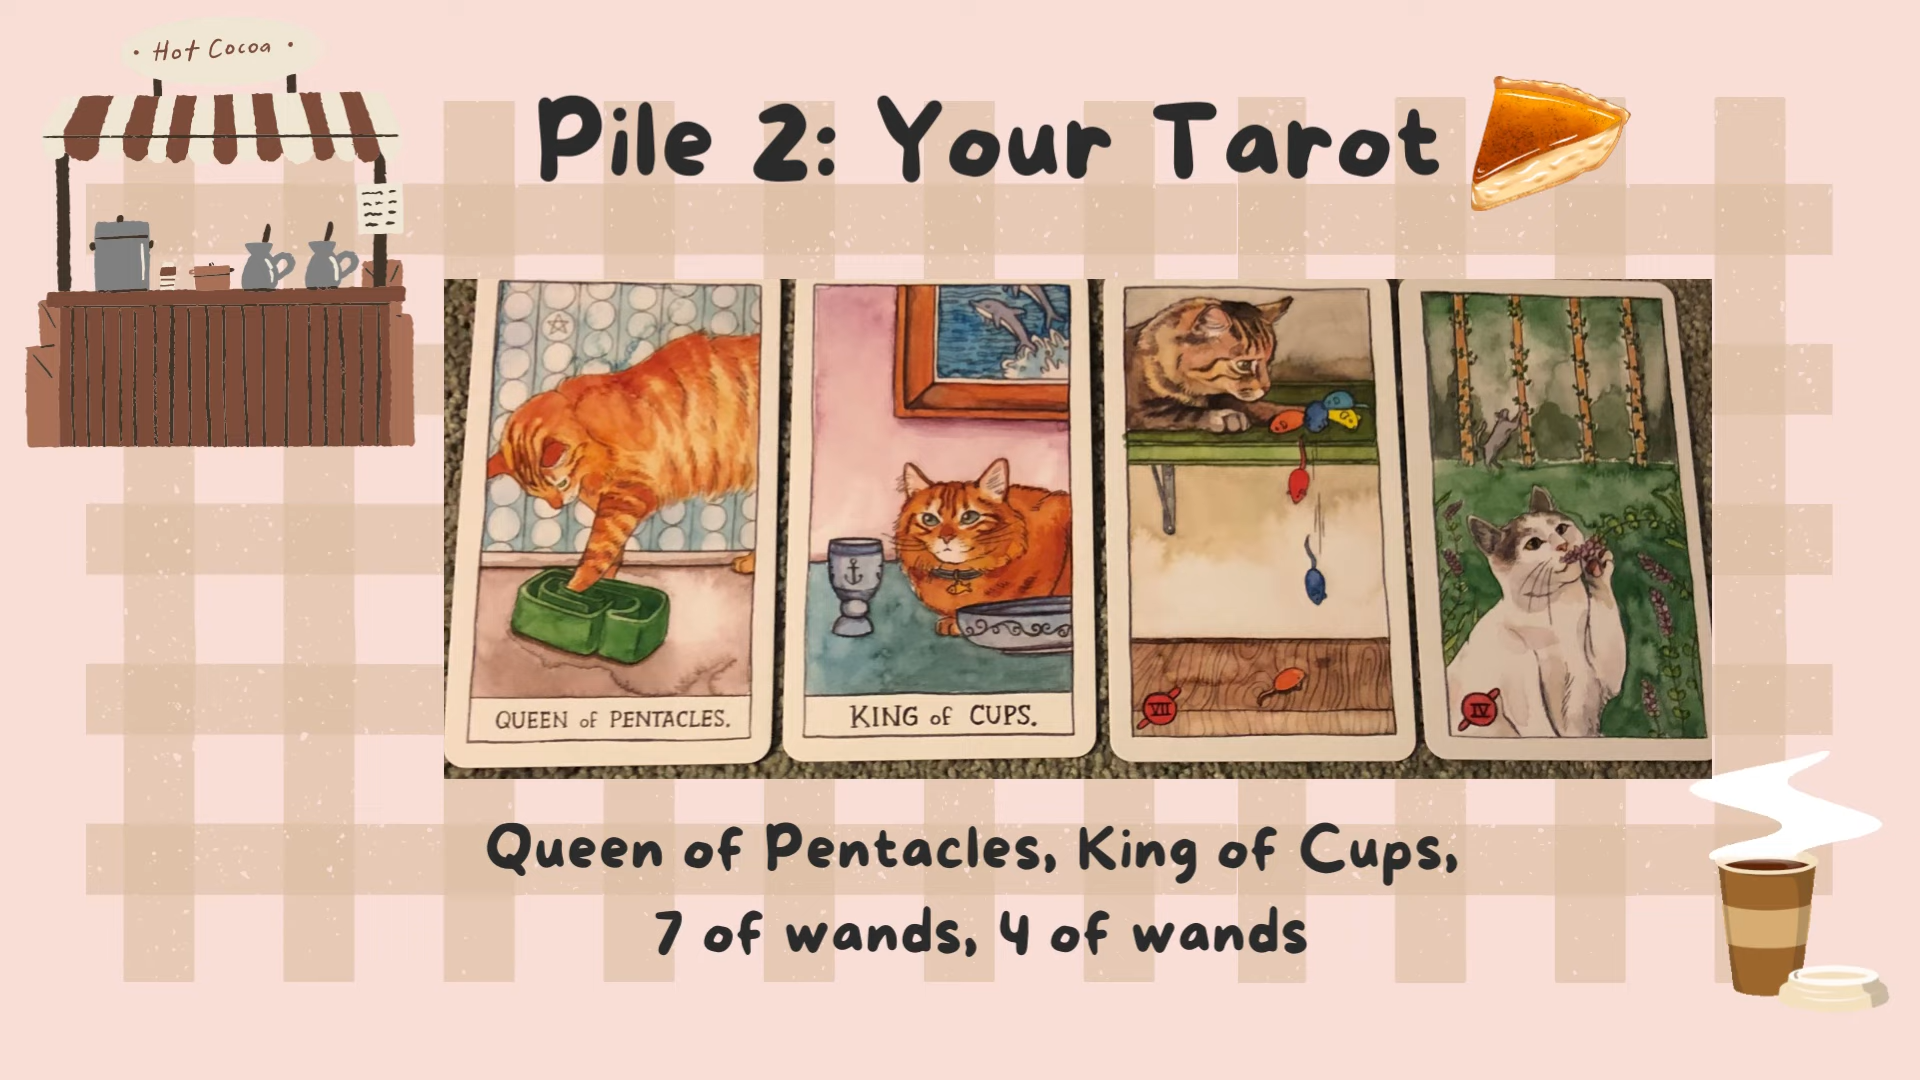 • Hot Cocoa •
Pile 2: Your Tarot
QUEEN of PENTACLES.
KING of CUPS.
VII
IV
Queen of Pentacles, King of Cups,
7 of wands, 4 of wands